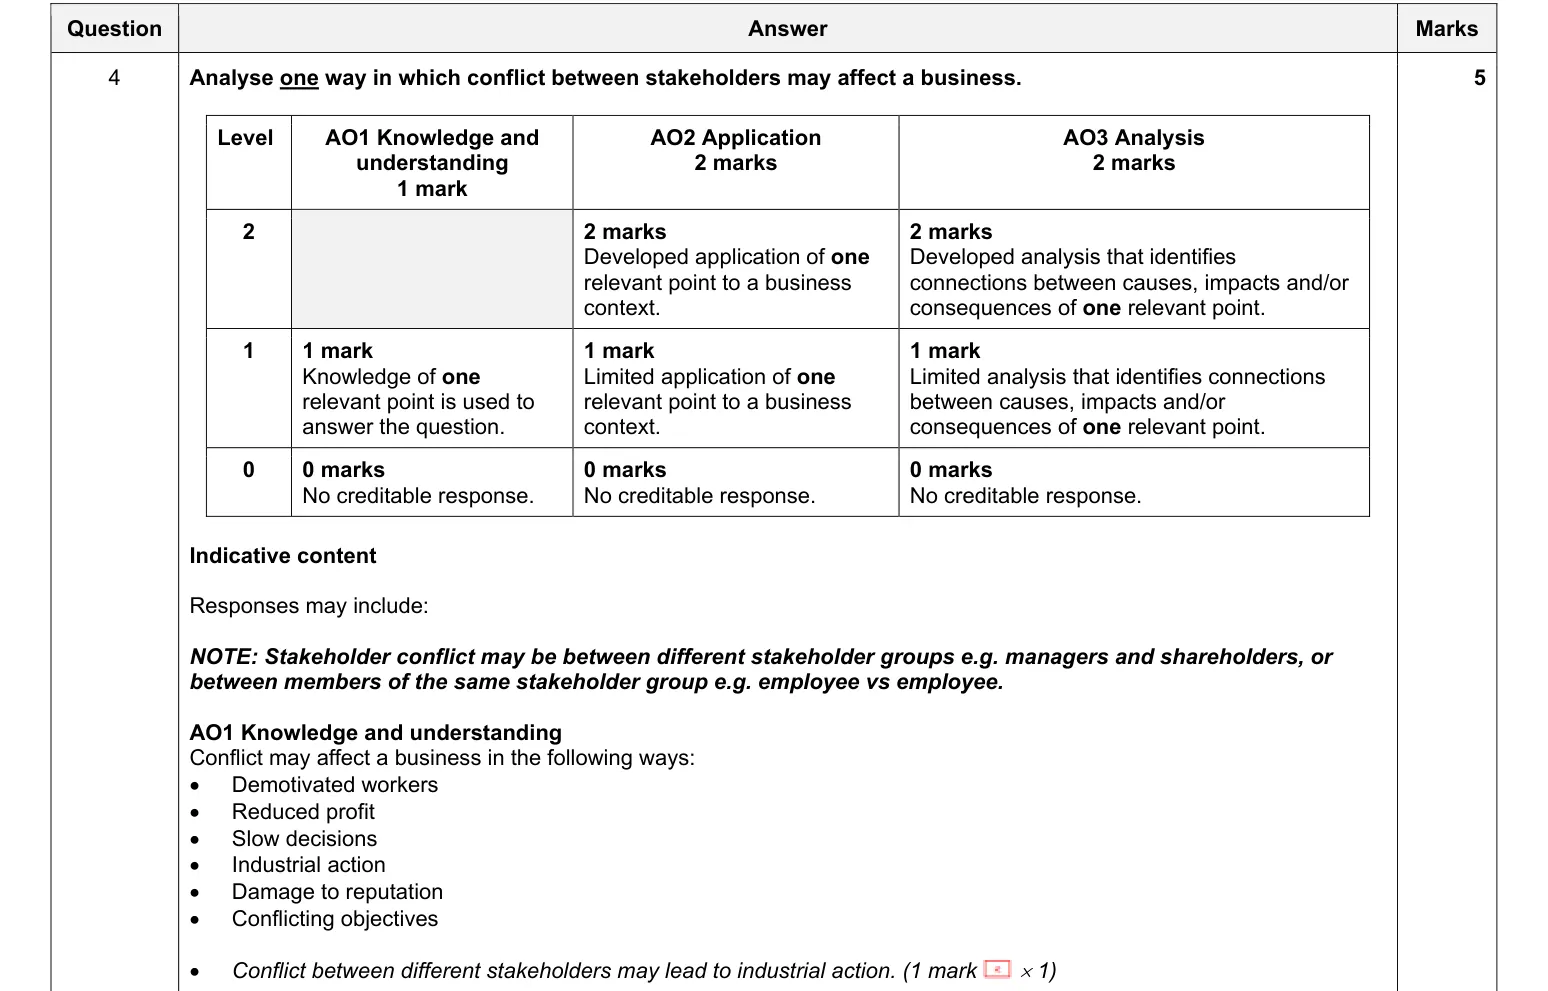 Question Answer Marks
4 Analyse one way in which conflict between stakeholders may affect a business. 5
Level AO1 Knowledge and understanding 1 mark AO2 Application 2 marks AO3 Analysis 2 marks
2
2 marks
Developed application of one
relevant point to a business
context.
2 marks
Developed analysis that identifies
connections between causes, impacts and/or
consequences of one relevant point.
1
1 mark
Knowledge of one
relevant point is used to
answer the question.
1 mark
Limited application of one
relevant point to a business
context.
1 mark
Limited analysis that identifies connections
between causes, impacts and/or
consequences of one relevant point.
0
0 marks
No creditable response.
0 marks
No creditable response.
0 marks
No creditable response.
Indicative content
Responses may include:
NOTE: Stakeholder conflict may be between different stakeholder groups e.g. managers and shareholders, or
between members of the same stakeholder group e.g. employee vs employee.
AO1 Knowledge and understanding
Conflict may affect a business in the following ways:
• Demotivated workers
• Reduced profit
• Slow decisions
• Industrial action
• Damage to reputation
• Conflicting objectives
• Conflict between different stakeholders may lead to industrial action. (1 mark × 1)